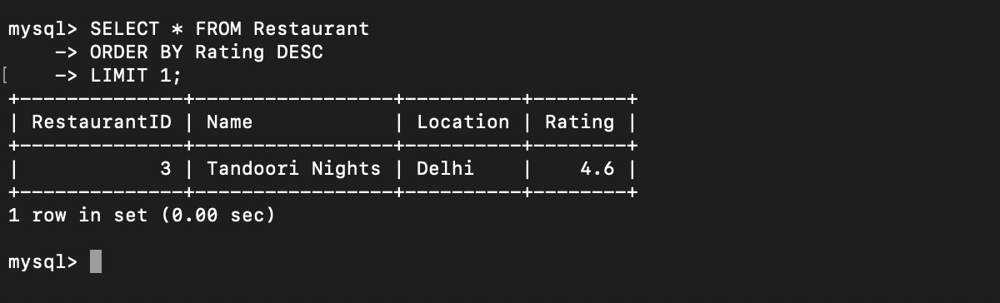 mysql> SELECT * FROM Restaurant
    -> ORDER BY Rating DESC
[    -> LIMIT 1;
+--------------+-----------------+----------+--------+
| RestaurantID | Name            | Location | Rating |
+--------------+-----------------+----------+--------+
|            3 | Tandoori Nights | Delhi    |    4.6 |
+--------------+-----------------+----------+--------+
1 row in set (0.00 sec)
mysql>